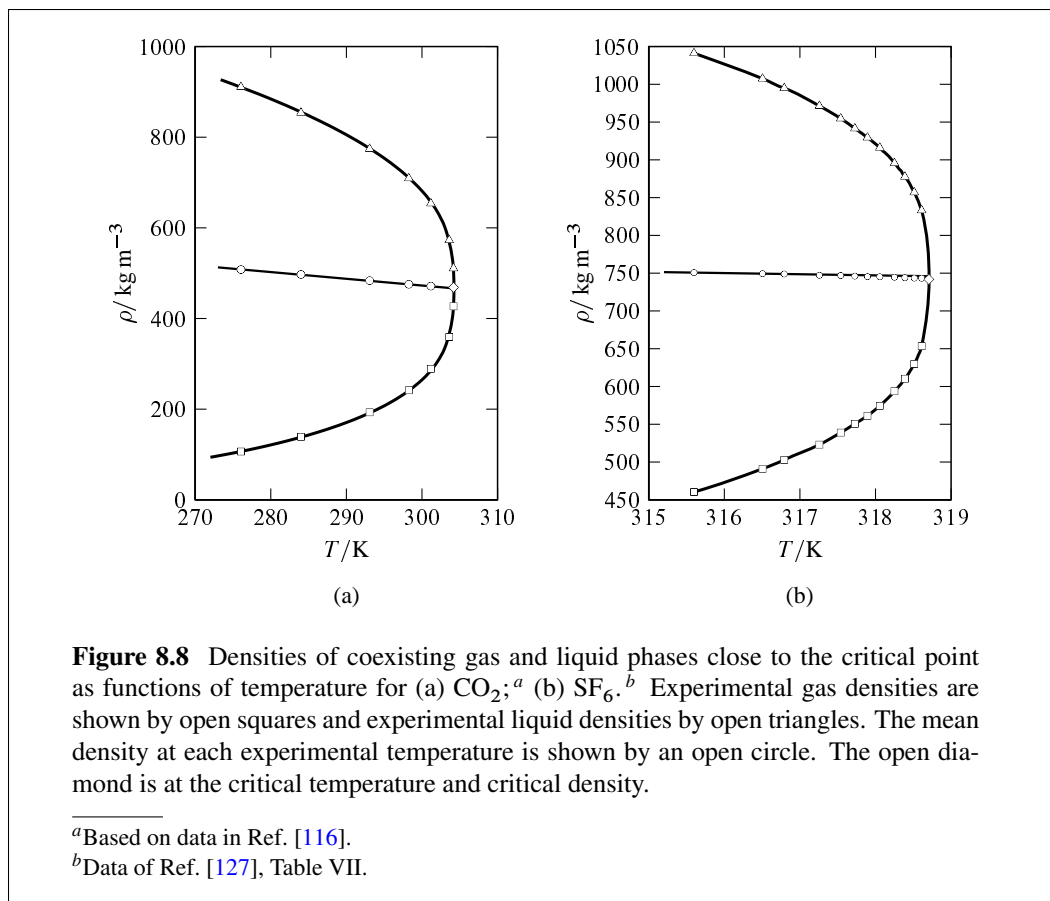 1000
800
600
400
200
0
270
280
290
300
310
ρ/kg m−3
T/K
(a)
1050
1000
950
900
850
800
750
700
650
600
550
500
450
315
316
317
318
319
ρ/kg m−3
T/K
(b)
Figure 8.8 Densities of coexisting gas and liquid phases close to the critical point
as functions of temperature for (a) CO2;a (b) SF6.b Experimental gas densities are
shown by open squares and experimental liquid densities by open triangles. The mean
density at each experimental temperature is shown by an open circle. The open dia-
mond is at the critical temperature and critical density.
aBased on data in Ref. [116].
bData of Ref. [127], Table VII.